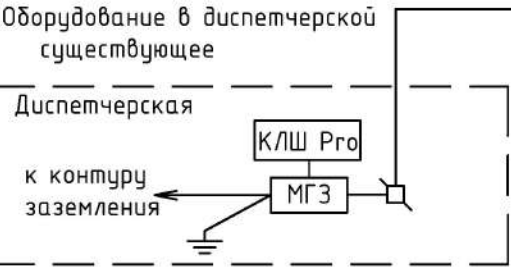 Оборудование в диспетчерской
существующее
Диспетчерская
КЛШ Pro
к контуру
заземления
МГЗ